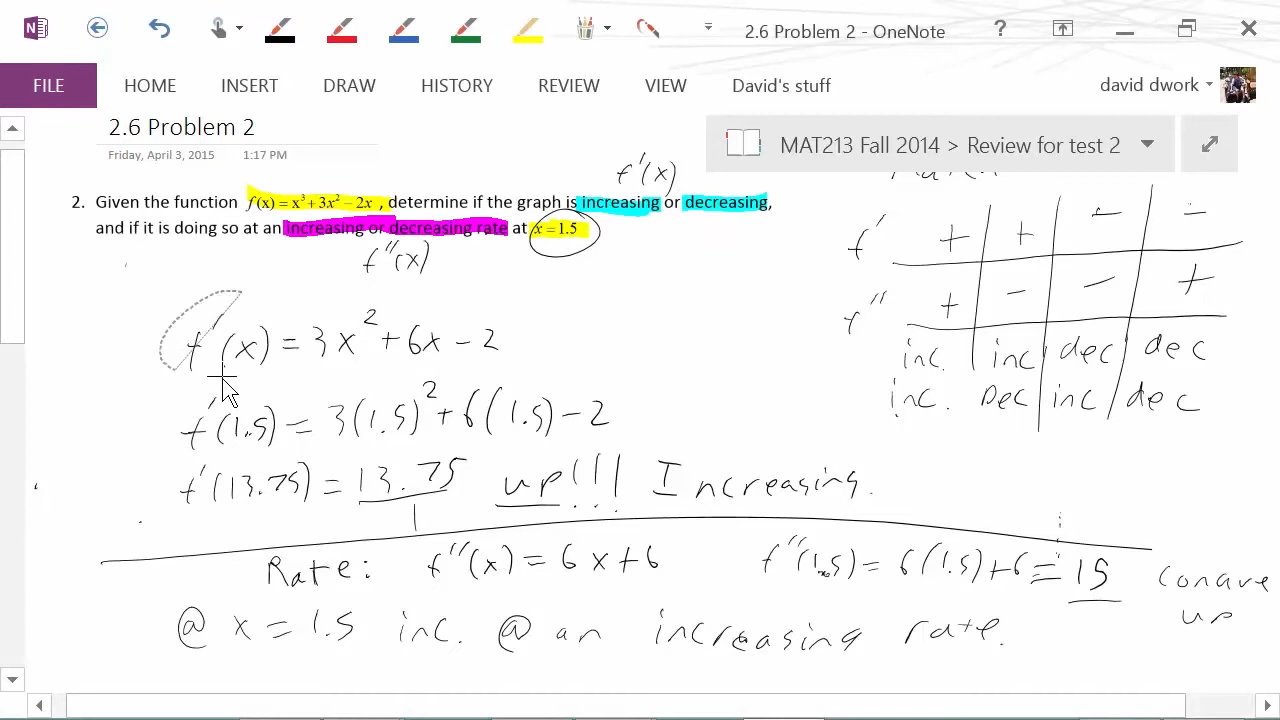 2.6 Problem 2 - OneNote
FILE HOME INSERT DRAW HISTORY REVIEW VIEW David's stuff david dwork
2.6 Problem 2
Friday, April 3, 2015 1:17 PM
MAT213 Fall 2014 > Review for test 2
f'(x)
2. Given the function f(x) = x³ + 3x² − 2x , determine if the graph is increasing or decreasing,
and if it is doing so at an increasing or decreasing rate at x = 1.5
f''(x)
f' + + − −
f'' + − − +
inc. inc dec dec
inc. Dec inc dec
f'(x) = 3x² + 6x − 2
f'(1.5) = 3(1.5)² + 6(1.5) − 2
f'(13.75) = 13.75 up!!! Increasing.
1
Rate: f''(x) = 6x + 6 f''(1.5) = 6(1.5) + 6 = 15 conave
up
@ x = 1.5 inc. @ an increasing rate.